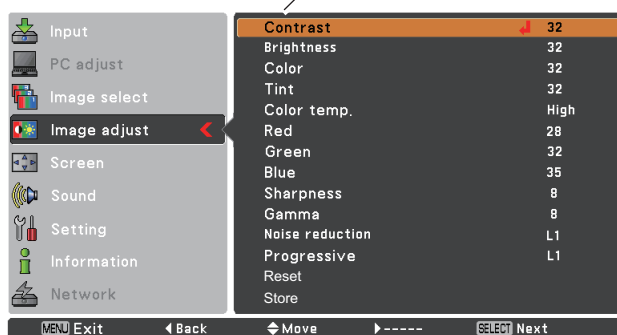 Input
PC adjust
Image select
Image adjust
Screen
Sound
Setting
Information
Network
Contrast 32
Brightness 32
Color 32
Tint 32
Color temp. High
Red 28
Green 32
Blue 35
Sharpness 8
Gamma 8
Noise reduction L1
Progressive L1
Reset
Store
MENU Exit Back Move ----- SELECT Next